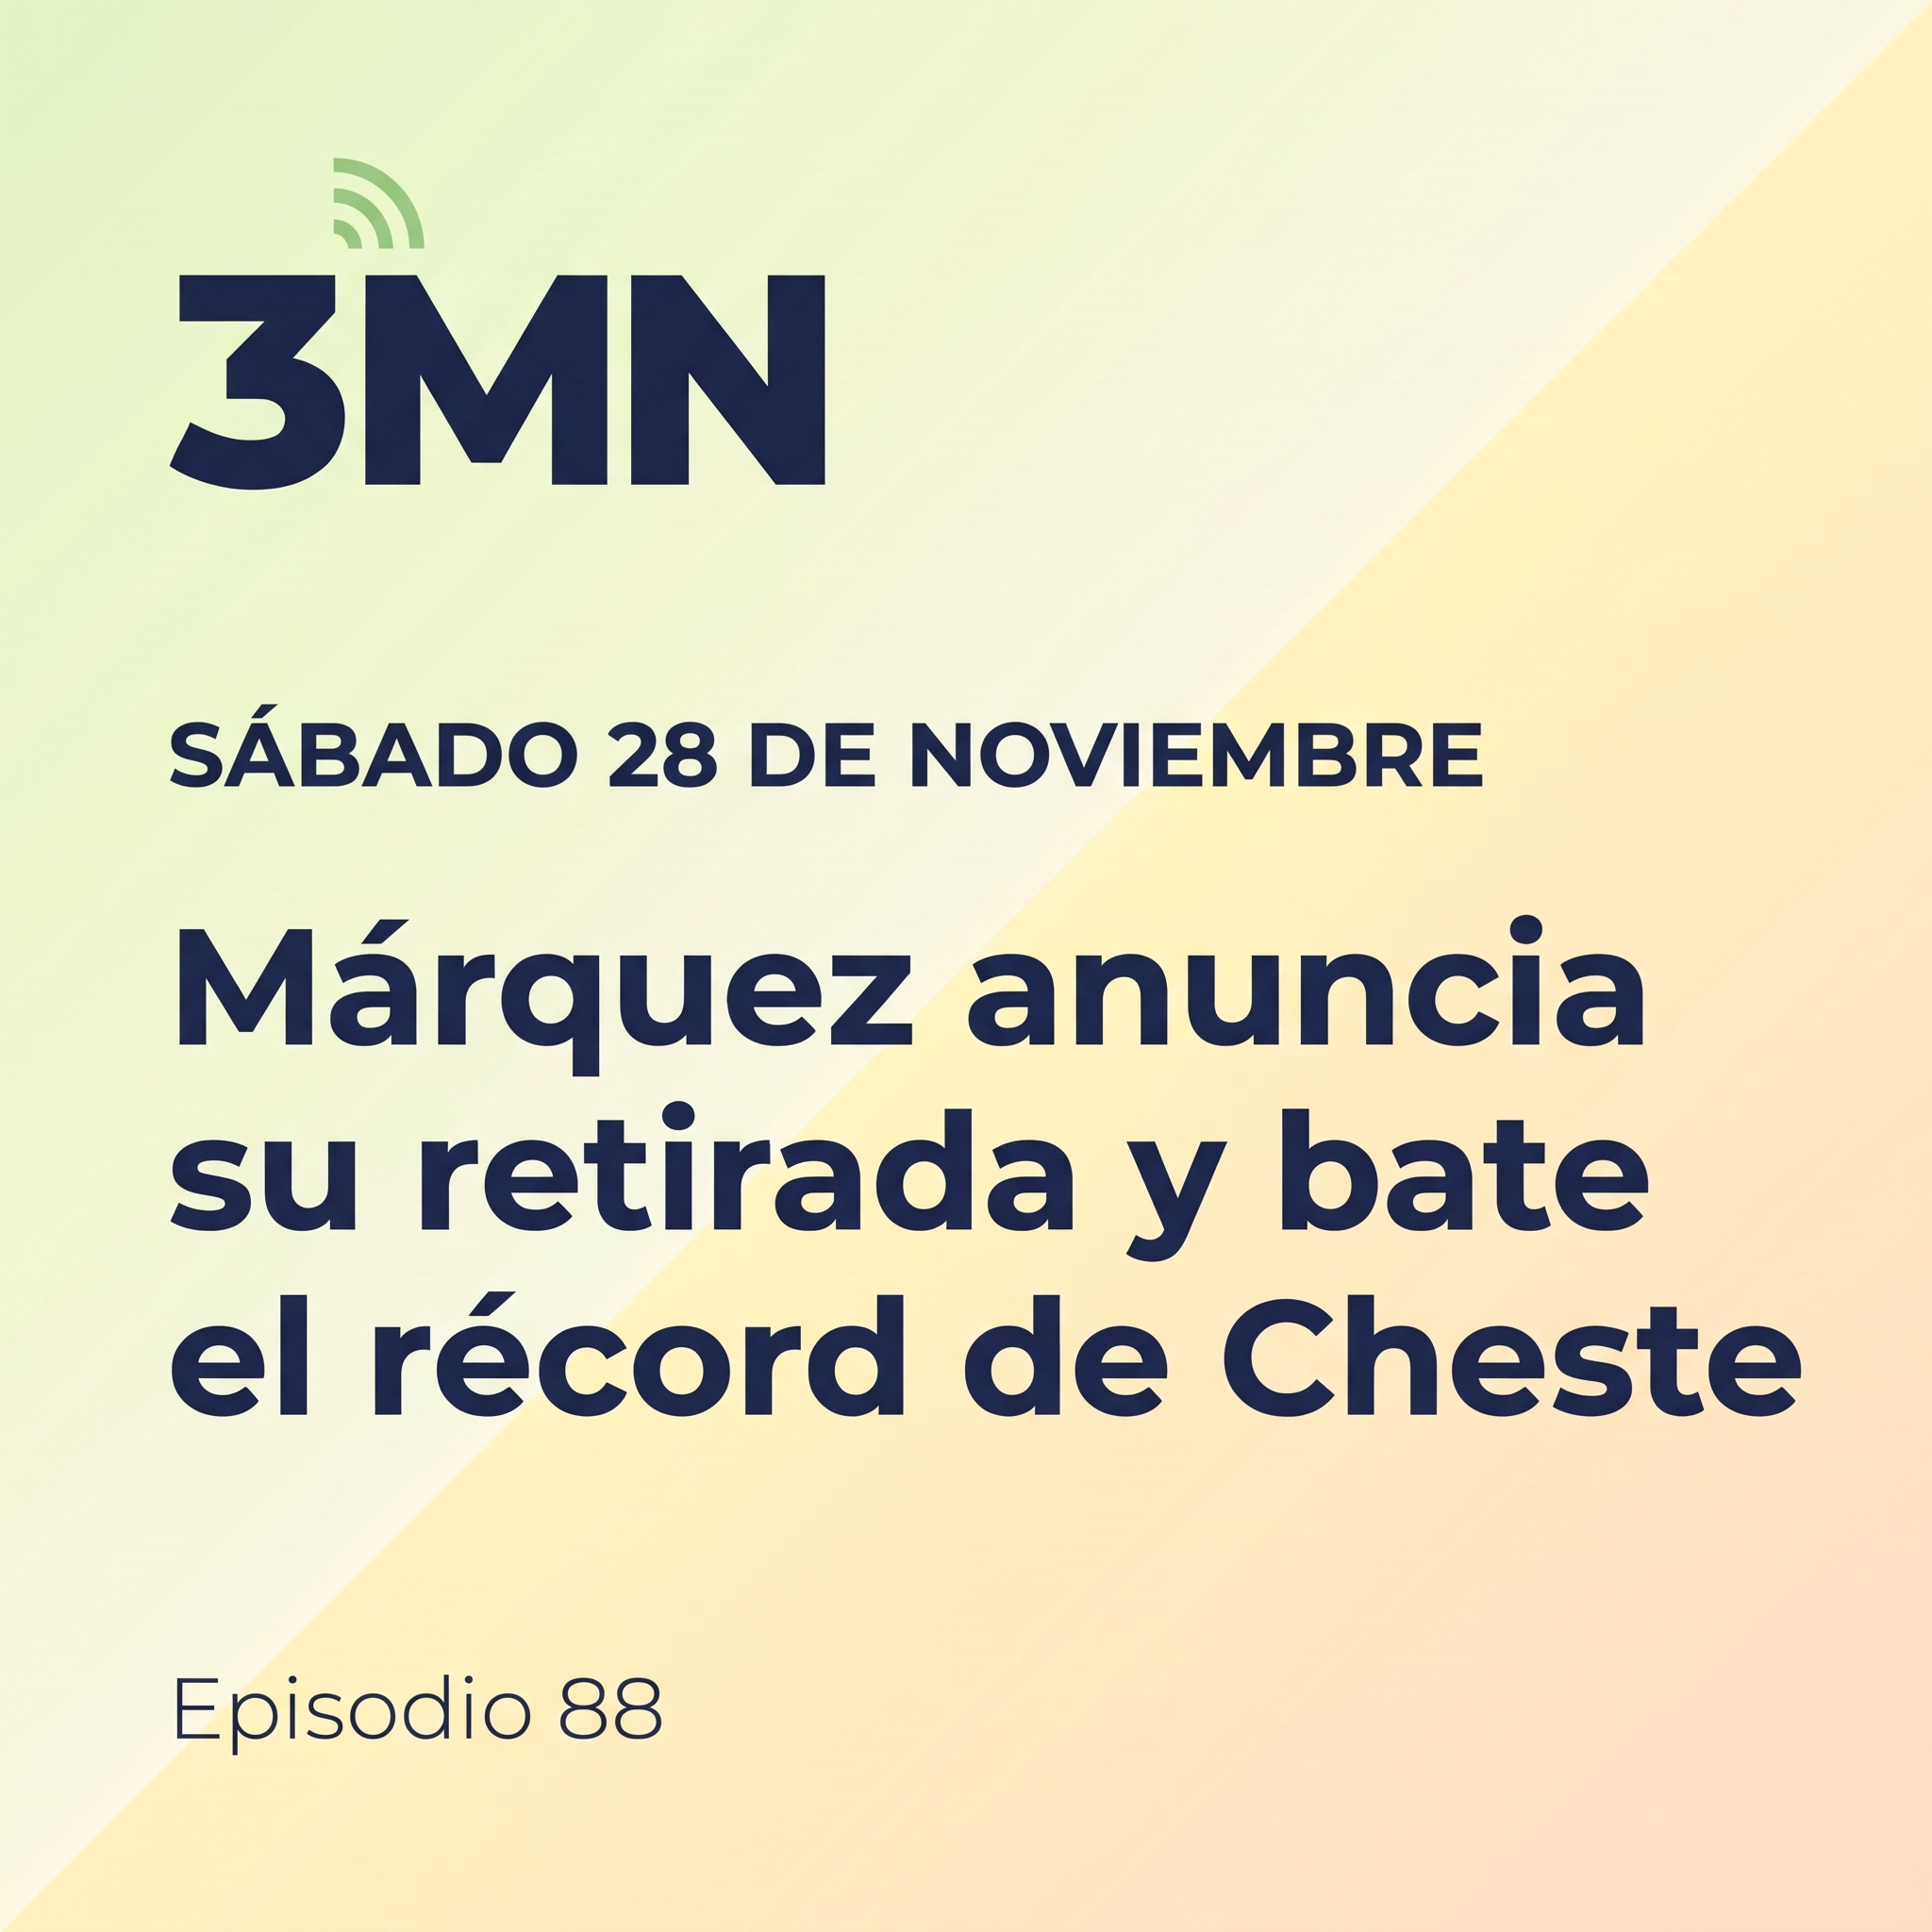 3MN
SÁBADO 28 DE NOVIEMBRE
Márquez anuncia
su retirada y bate
el récord de Cheste
Episodio 88